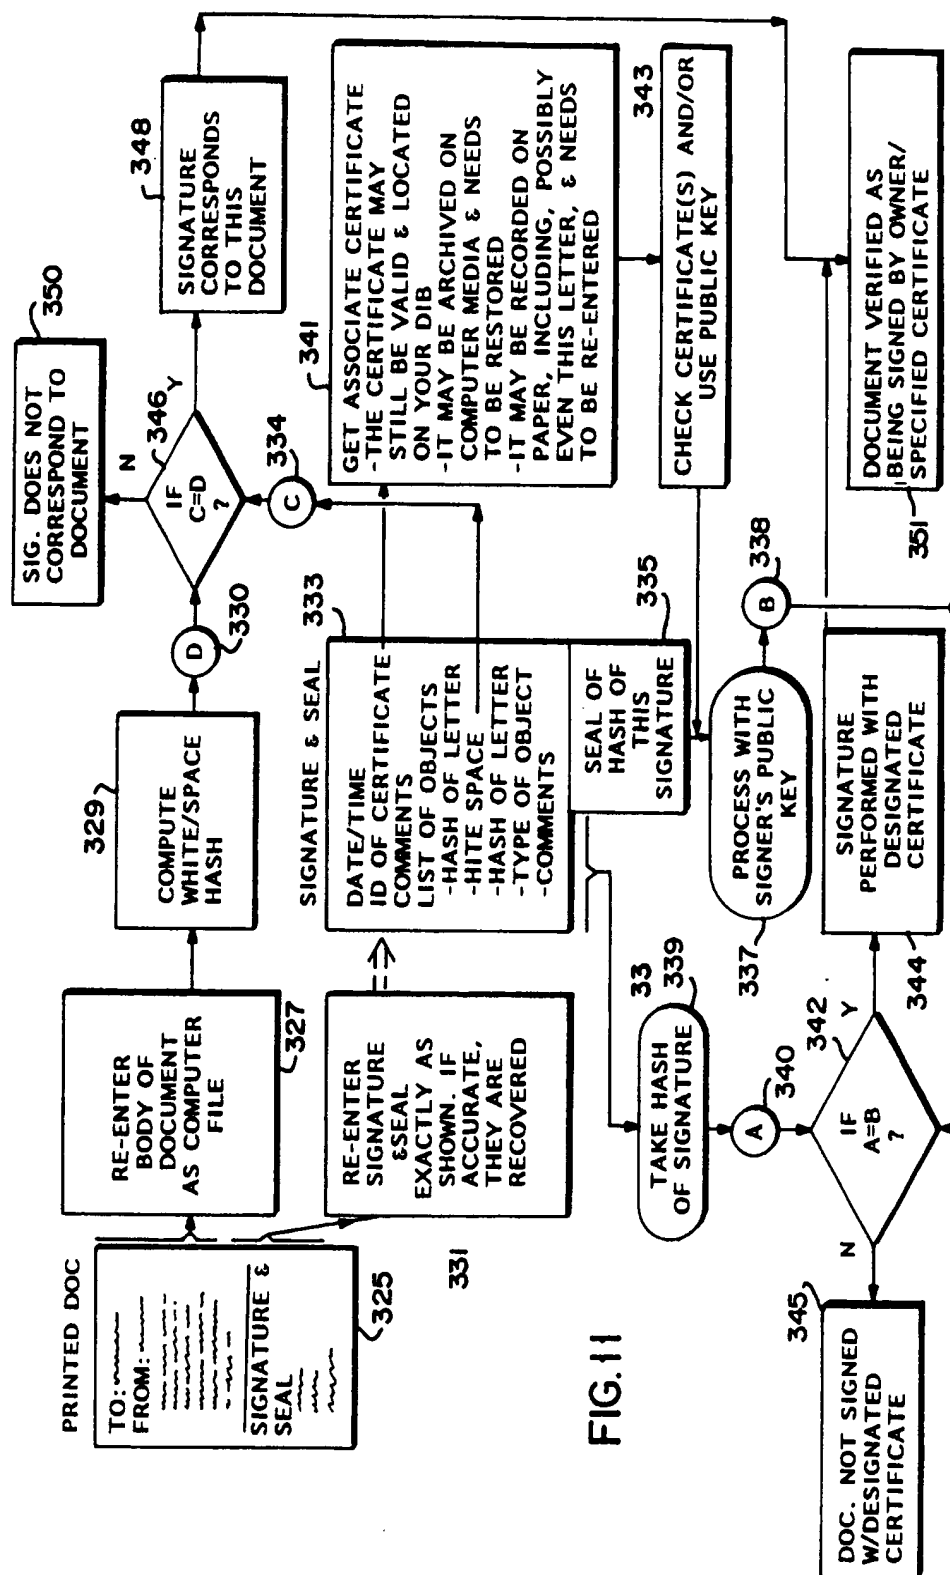 PRINTED DOC
TO:
FROM:
SIGNATURE &
SEAL
325
RE-ENTER
BODY OF
DOCUMENT
AS COMPUTER
FILE
327
COMPUTE
WHITE/SPACE
HASH
329
D
330
IF
C=D
?
346
N
Y
SIG. DOES NOT
CORRESPOND TO
DOCUMENT
350
SIGNATURE
CORRESPONDS
TO THIS
DOCUMENT
348
C
334
331
RE-ENTER
SIGNATURE
&SEAL
EXACTLY AS
SHOWN. IF
ACCURATE,
THEY ARE
RECOVERED
SIGNATURE & SEAL
333
DATE/TIME
ID OF CERTIFICATE
COMMENTS
LIST OF OBJECTS
-HASH OF LETTER
-HITE SPACE
-HASH OF LETTER
-TYPE OF OBJECT
-COMMENTS
SEAL OF
HASH OF
THIS
SIGNATURE
335
341
GET ASSOCIATE CERTIFICATE
-THE CERTIFICATE MAY
STILL BE VALID & LOCATED
ON YOUR DIB
-IT MAY BE ARCHIVED ON
COMPUTER MEDIA & NEEDS
TO BE RESTORED
-IT MAY BE RECORDED ON
PAPER, INCLUDING, POSSIBLY
EVEN THIS LETTER, & NEEDS
TO BE RE-ENTERED
343
CHECK CERTIFICATE(S) AND/OR
USE PUBLIC KEY
PROCESS WITH
SIGNER'S PUBLIC
KEY
337
B
338
33
339
TAKE HASH
OF SIGNATURE
A
340
IF
A=B
?
342
N
Y
345
DOC. NOT SIGNED
W/DESIGNATED
CERTIFICATE
SIGNATURE
PERFORMED WITH
DESIGNATED
CERTIFICATE
344
DOCUMENT VERIFIED AS
BEING SIGNED BY OWNER/
SPECIFIED CERTIFICATE
351
FIG. 11